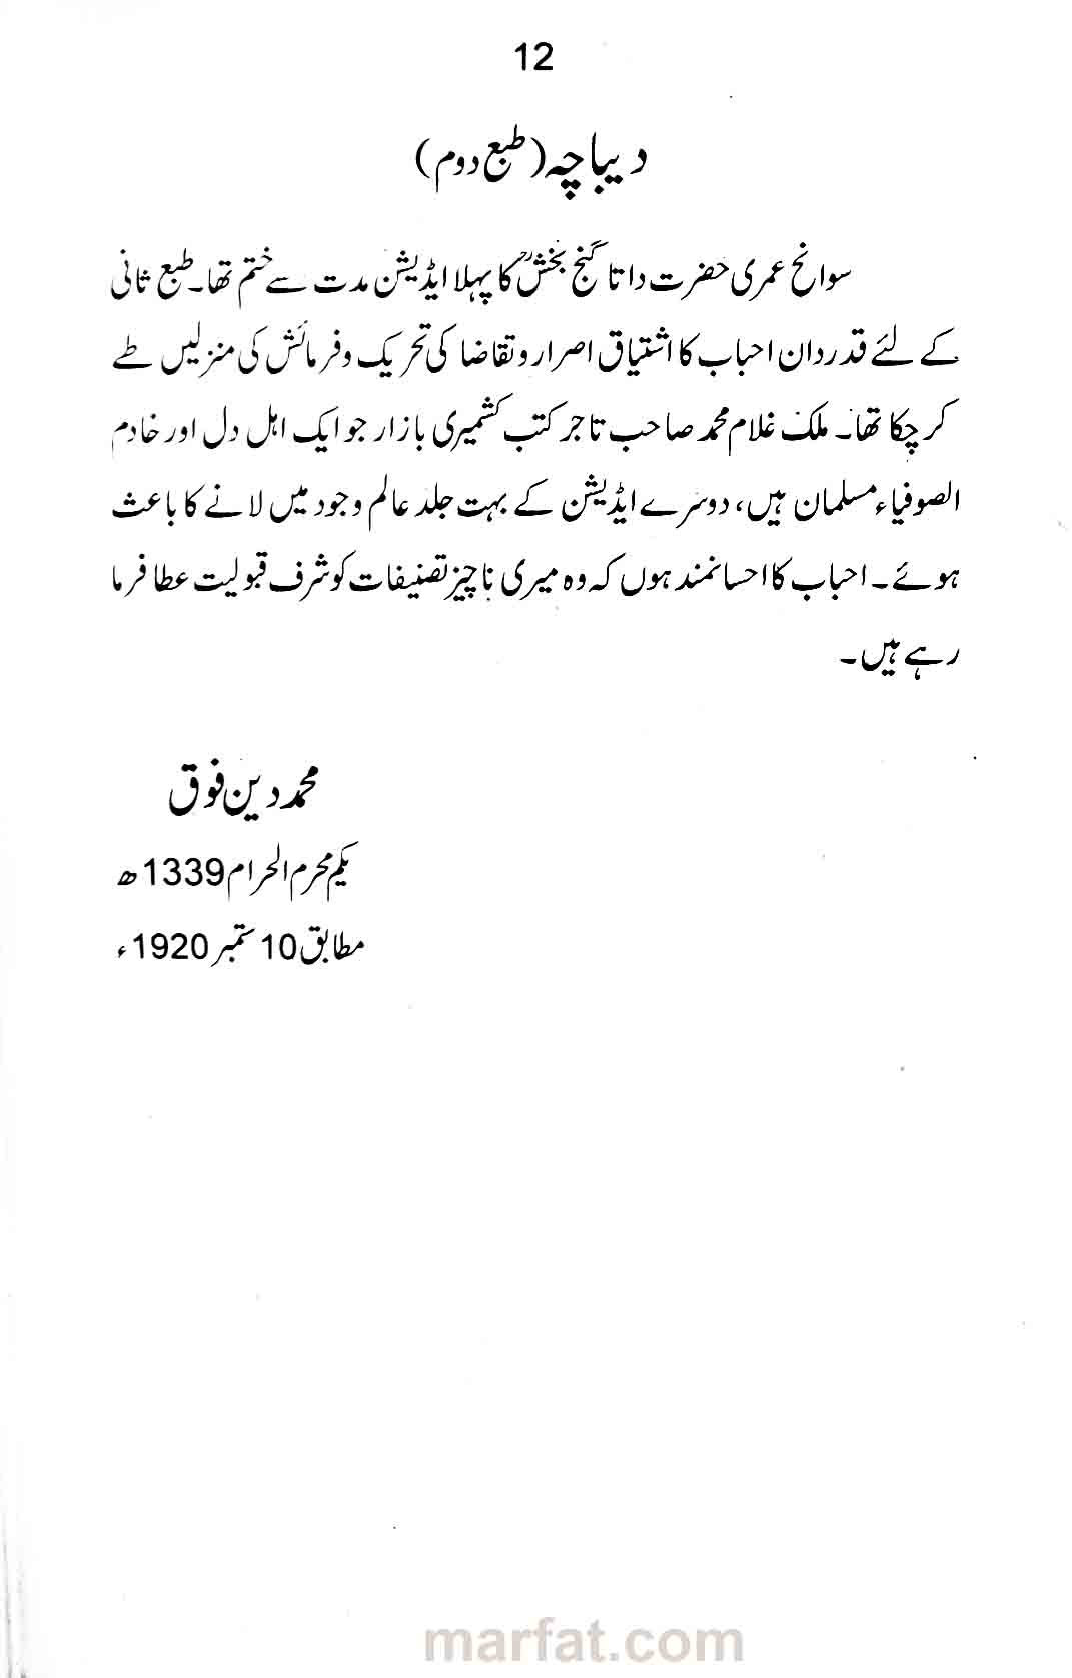 12
دیباچہ (طبع دوم)
سوانح عمری حضرت داتا گنج بخشؒ کا پہلا ایڈیشن مدت سے ختم تھا۔ طبع ثانی
کے لئے قدردان احباب کا اشتیاق اصرار و تقاضا کی تحریک و فرمائش کی منزلیں طے
کر چکا تھا۔ ملک غلام محمد صاحب تاجر کتب کشمیری بازار جو ایک اہل دل اور خادم
الصوفیاء مسلمان ہیں، دوسرے ایڈیشن کے بہت جلد عالم وجود میں لانے کا باعث
ہوئے۔ احباب کا احسانمند ہوں کہ وہ میری ناچیز تصنیفات کو شرف قبولیت عطا فرما
رہے ہیں۔
محمد دین فوق
یکم محرم الحرام 1339ھ
مطابق 10 ستمبر 1920ء
marfat.com